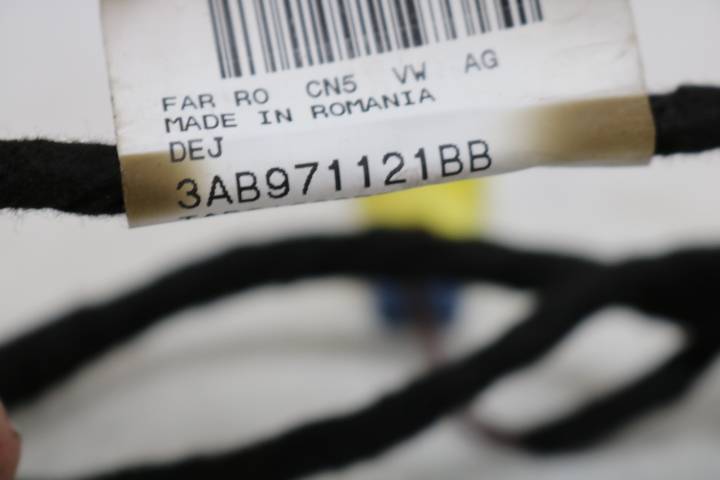 FAR RO CN5 VW AG
MADE IN ROMANIA
DEJ
3AB971121BB